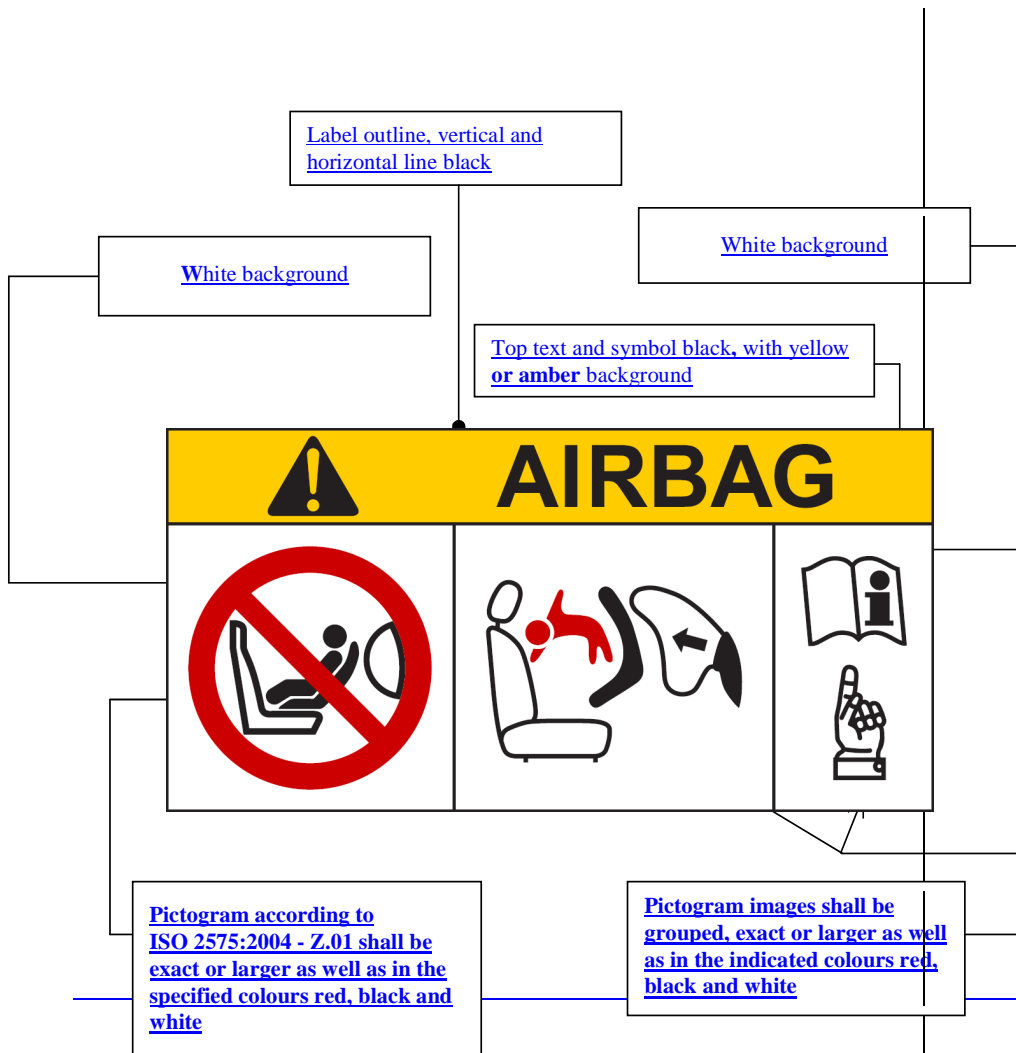 Label outline, vertical and
horizontal line black
White background
White background
Top text and symbol black, with yellow
or amber background
AIRBAG
Pictogram according to
ISO 2575:2004 - Z.01 shall be
exact or larger as well as in the
specified colours red, black and
white
Pictogram images shall be
grouped, exact or larger as well
as in the indicated colours red,
black and white